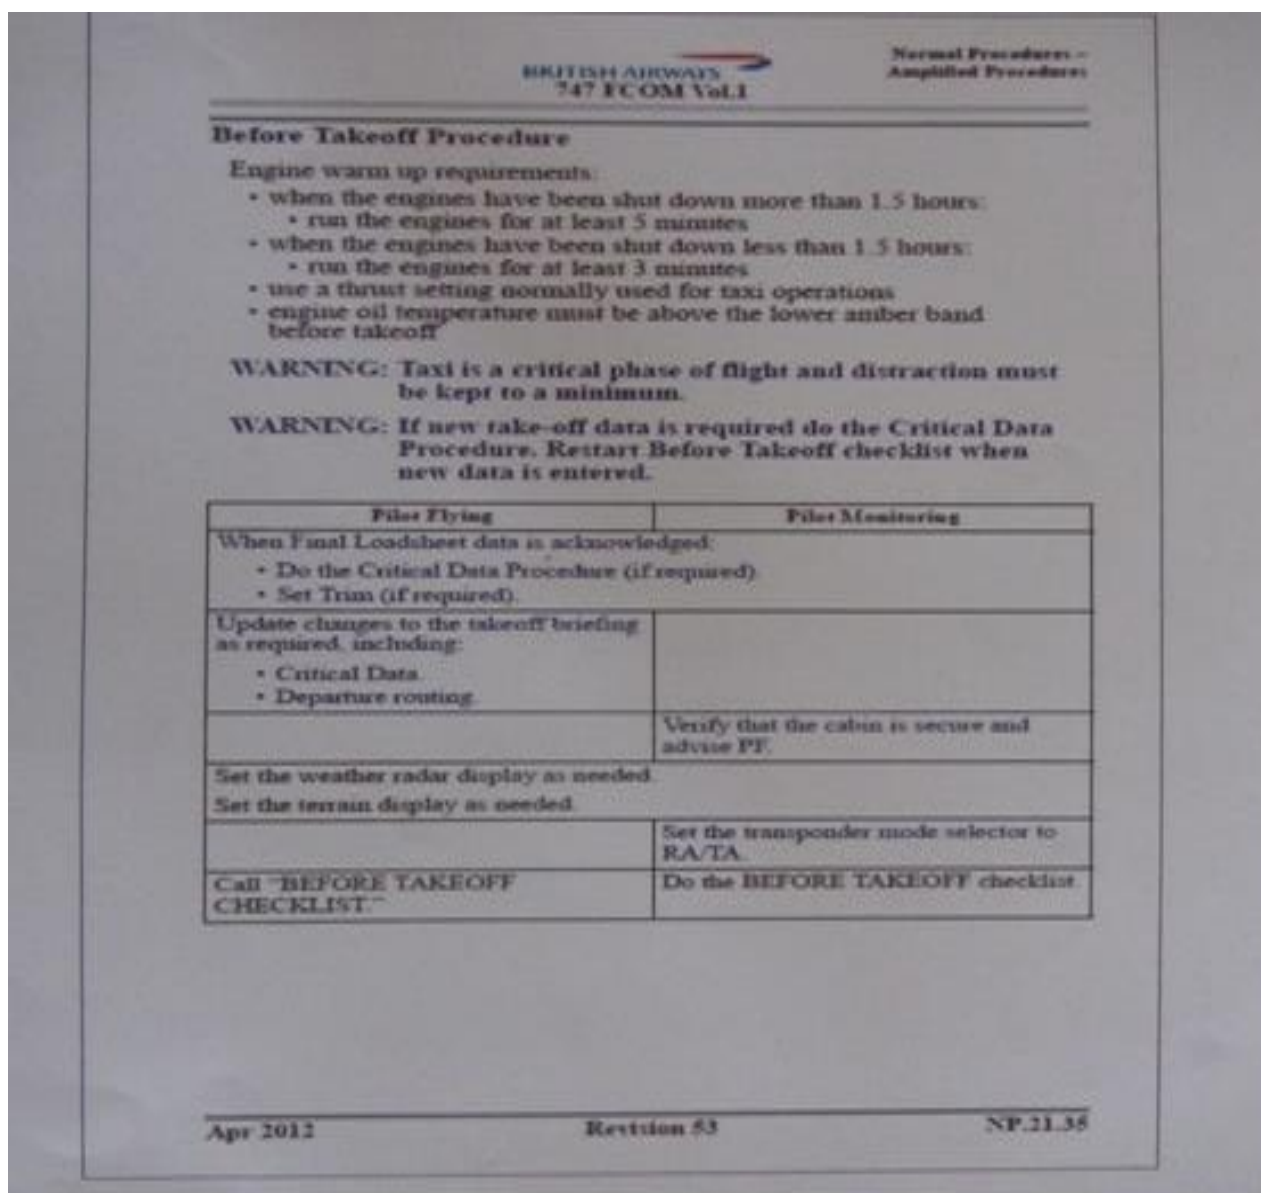 BRITISH AIRWAYS
747 FCOM Vol.1
Normal Procedures –
Amplified Procedures
Before Takeoff Procedure
Engine warm up requirements:
• when the engines have been shut down more than 1.5 hours:
• run the engines for at least 5 minutes
• when the engines have been shut down less than 1.5 hours:
• run the engines for at least 3 minutes
• use a thrust setting normally used for taxi operations
• engine oil temperature must be above the lower amber band
before takeoff
WARNING: Taxi is a critical phase of flight and distraction must
be kept to a minimum.
WARNING: If new take-off data is required do the Critical Data
Procedure. Restart Before Takeoff checklist when
new data is entered.
Pilot Flying
Pilot Monitoring
When Final Loadsheet data is acknowledged:
• Do the Critical Data Procedure (if required).
• Set Trim (if required).
Update changes to the takeoff briefing
as required, including:
• Critical Data.
• Departure routing.
Verify that the cabin is secure and
advise PF.
Set the weather radar display as needed.
Set the terrain display as needed.
Set the transponder mode selector to
RA/TA.
Call "BEFORE TAKEOFF
CHECKLIST."
Do the BEFORE TAKEOFF checklist.
Apr 2012
Revision 53
NP.21.35